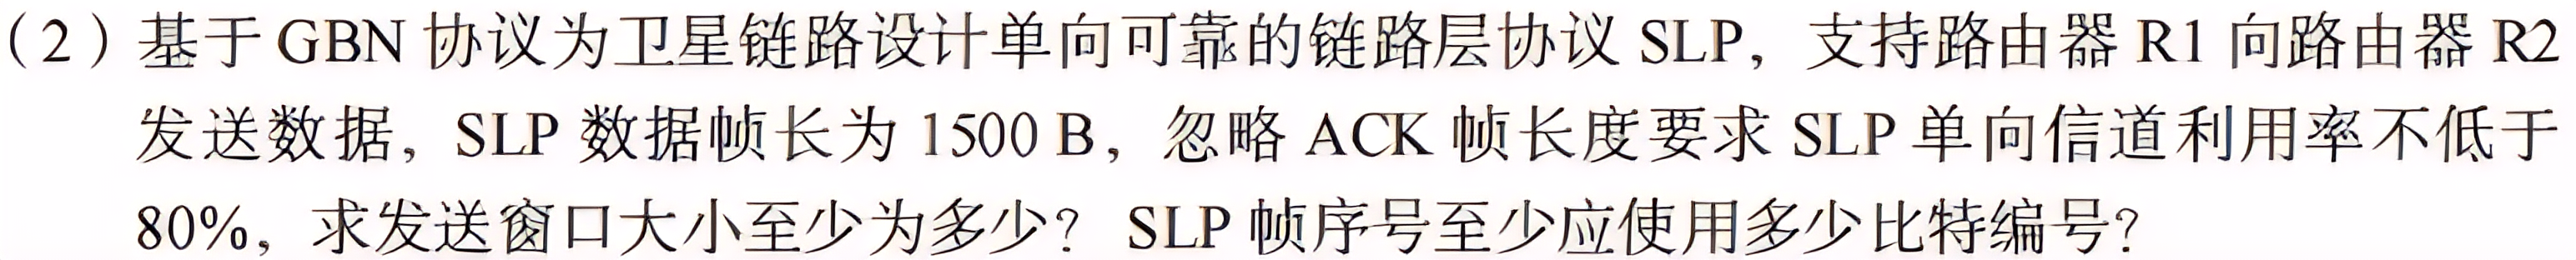 （2）基于 GBN 协议为卫星链路设计单向可靠的链路层协议 SLP，支持路由器 R1 向路由器 R2
发送数据，SLP 数据帧长为 1500 B，忽略 ACK 帧长度要求 SLP 单向信道利用率不低于
80%，求发送窗口大小至少为多少？ SLP 帧序号至少应使用多少比特编号？